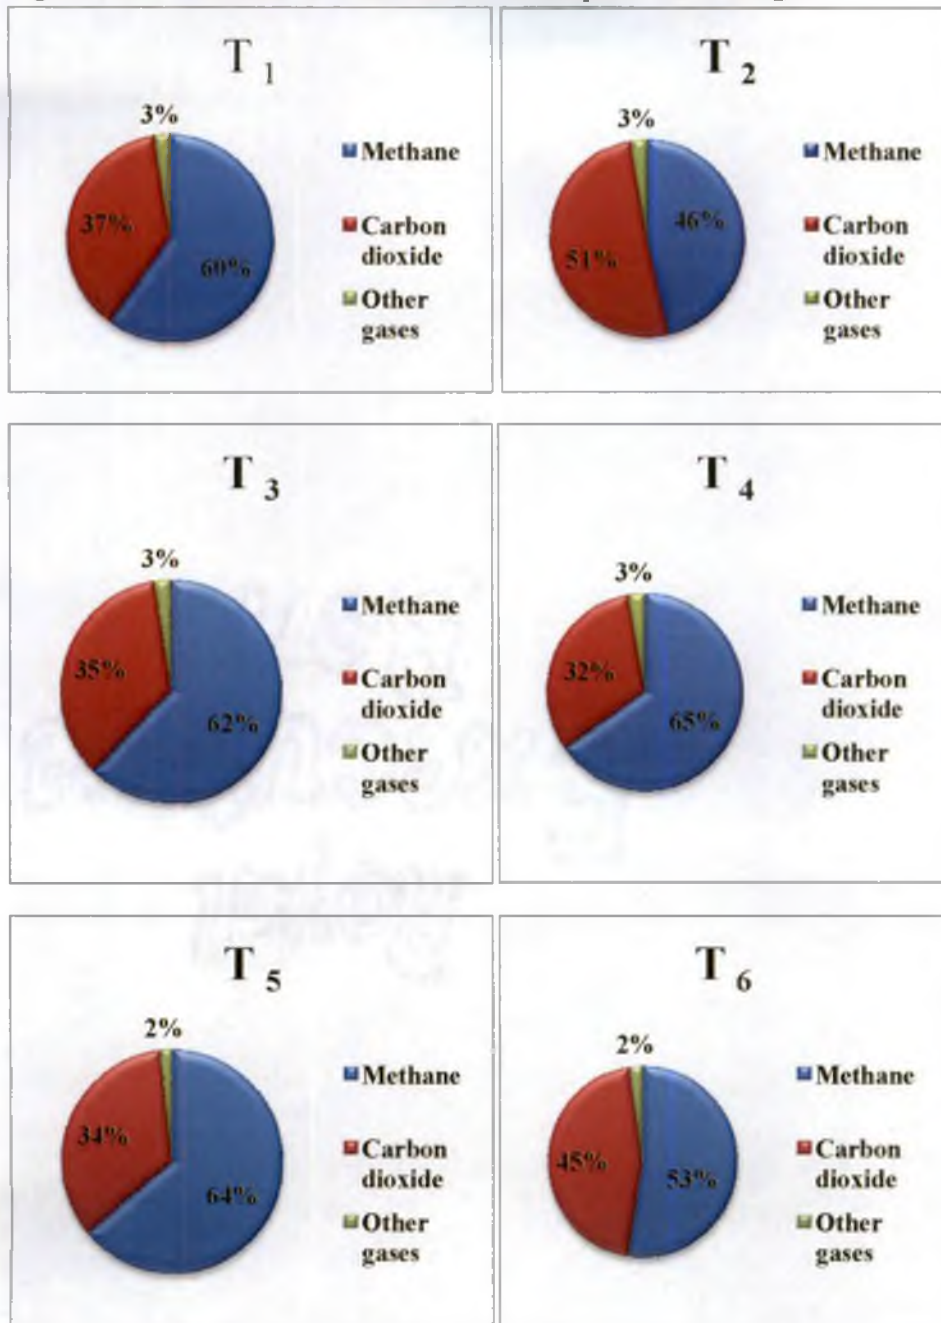 T 1
3%
37%
60%
Methane
Carbon
dioxide
Other
gases
T 2
3%
46%
51%
Methane
Carbon
dioxide
Other
gases
T 3
3%
35%
62%
Methane
Carbon
dioxide
Other
gases
T 4
3%
32%
65%
Methane
Carbon
dioxide
Other
gases
T 5
2%
34%
64%
Methane
Carbon
dioxide
Other
gases
T 6
2%
45%
53%
Methane
Carbon
dioxide
Other
gases